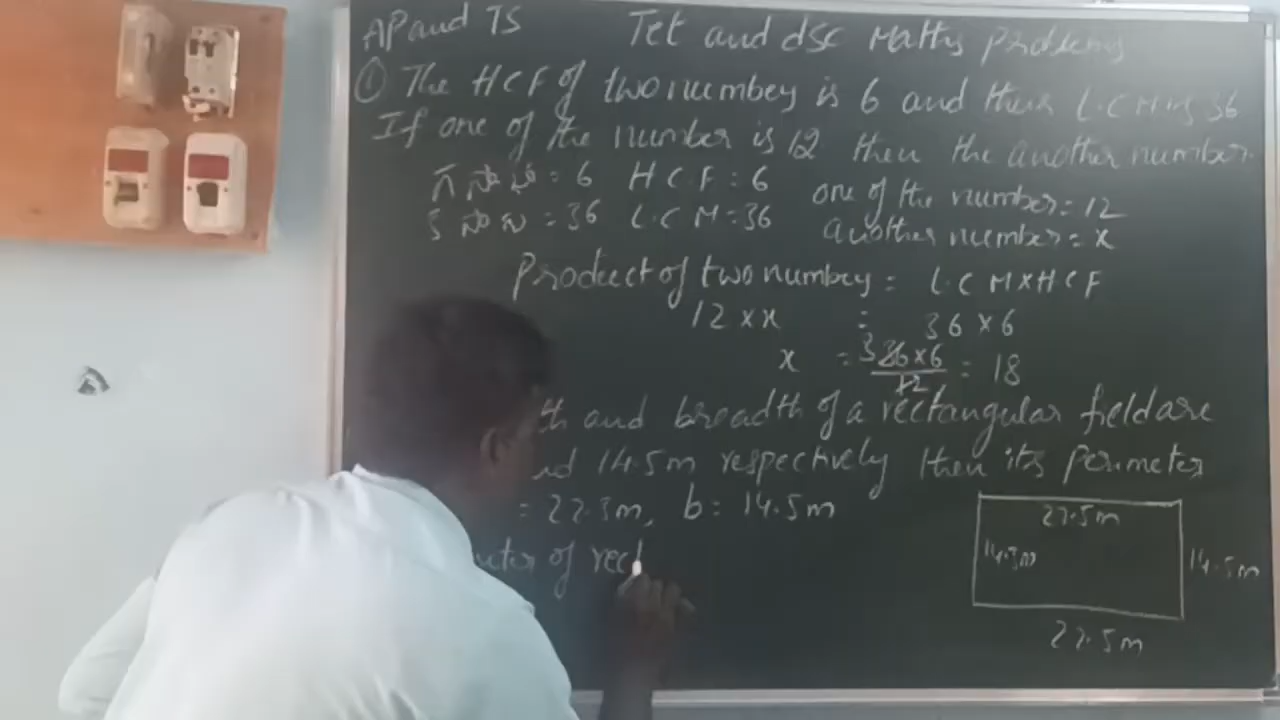 AP and TS Tet and dsc Maths Problems
① The HCF of two numbers is 6 and their L.C.M is 36
If one of the number is 12 then the another number.
= 6 H C F = 6 one of the number = 12
= 36 L.C M = 36 another number = x
Product of two numbers = L.C M x H C F
12 x x = 36 x 6
x = 3 36 x 6 / 12 = 18
th and breadth of a rectangular field are
nd 14.5m respectively then its perimeter
= 27.5m, b = 14.5m
27.5m
14.5m
14.5m
meter of rect
27.5m